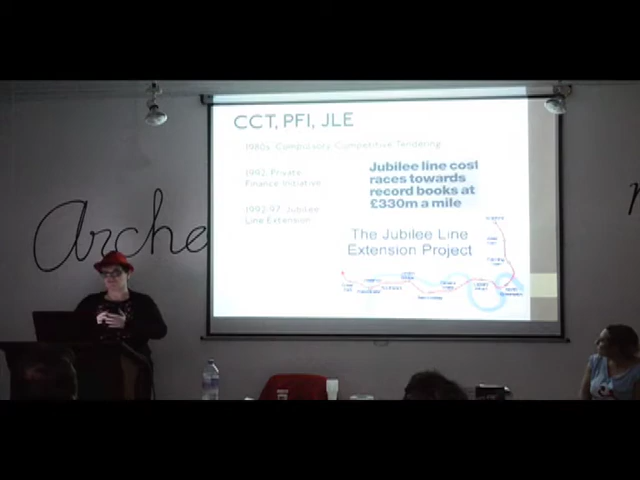 CCT, PFI, JLE
1980s: Compulsory Competitive Tendering
1992: Private
Finance Initiative
1992-97: Jubilee
Line Extension
Jubilee line cost
races towards
record books at
£330m a mile
The Jubilee Line
Extension Project
Arche